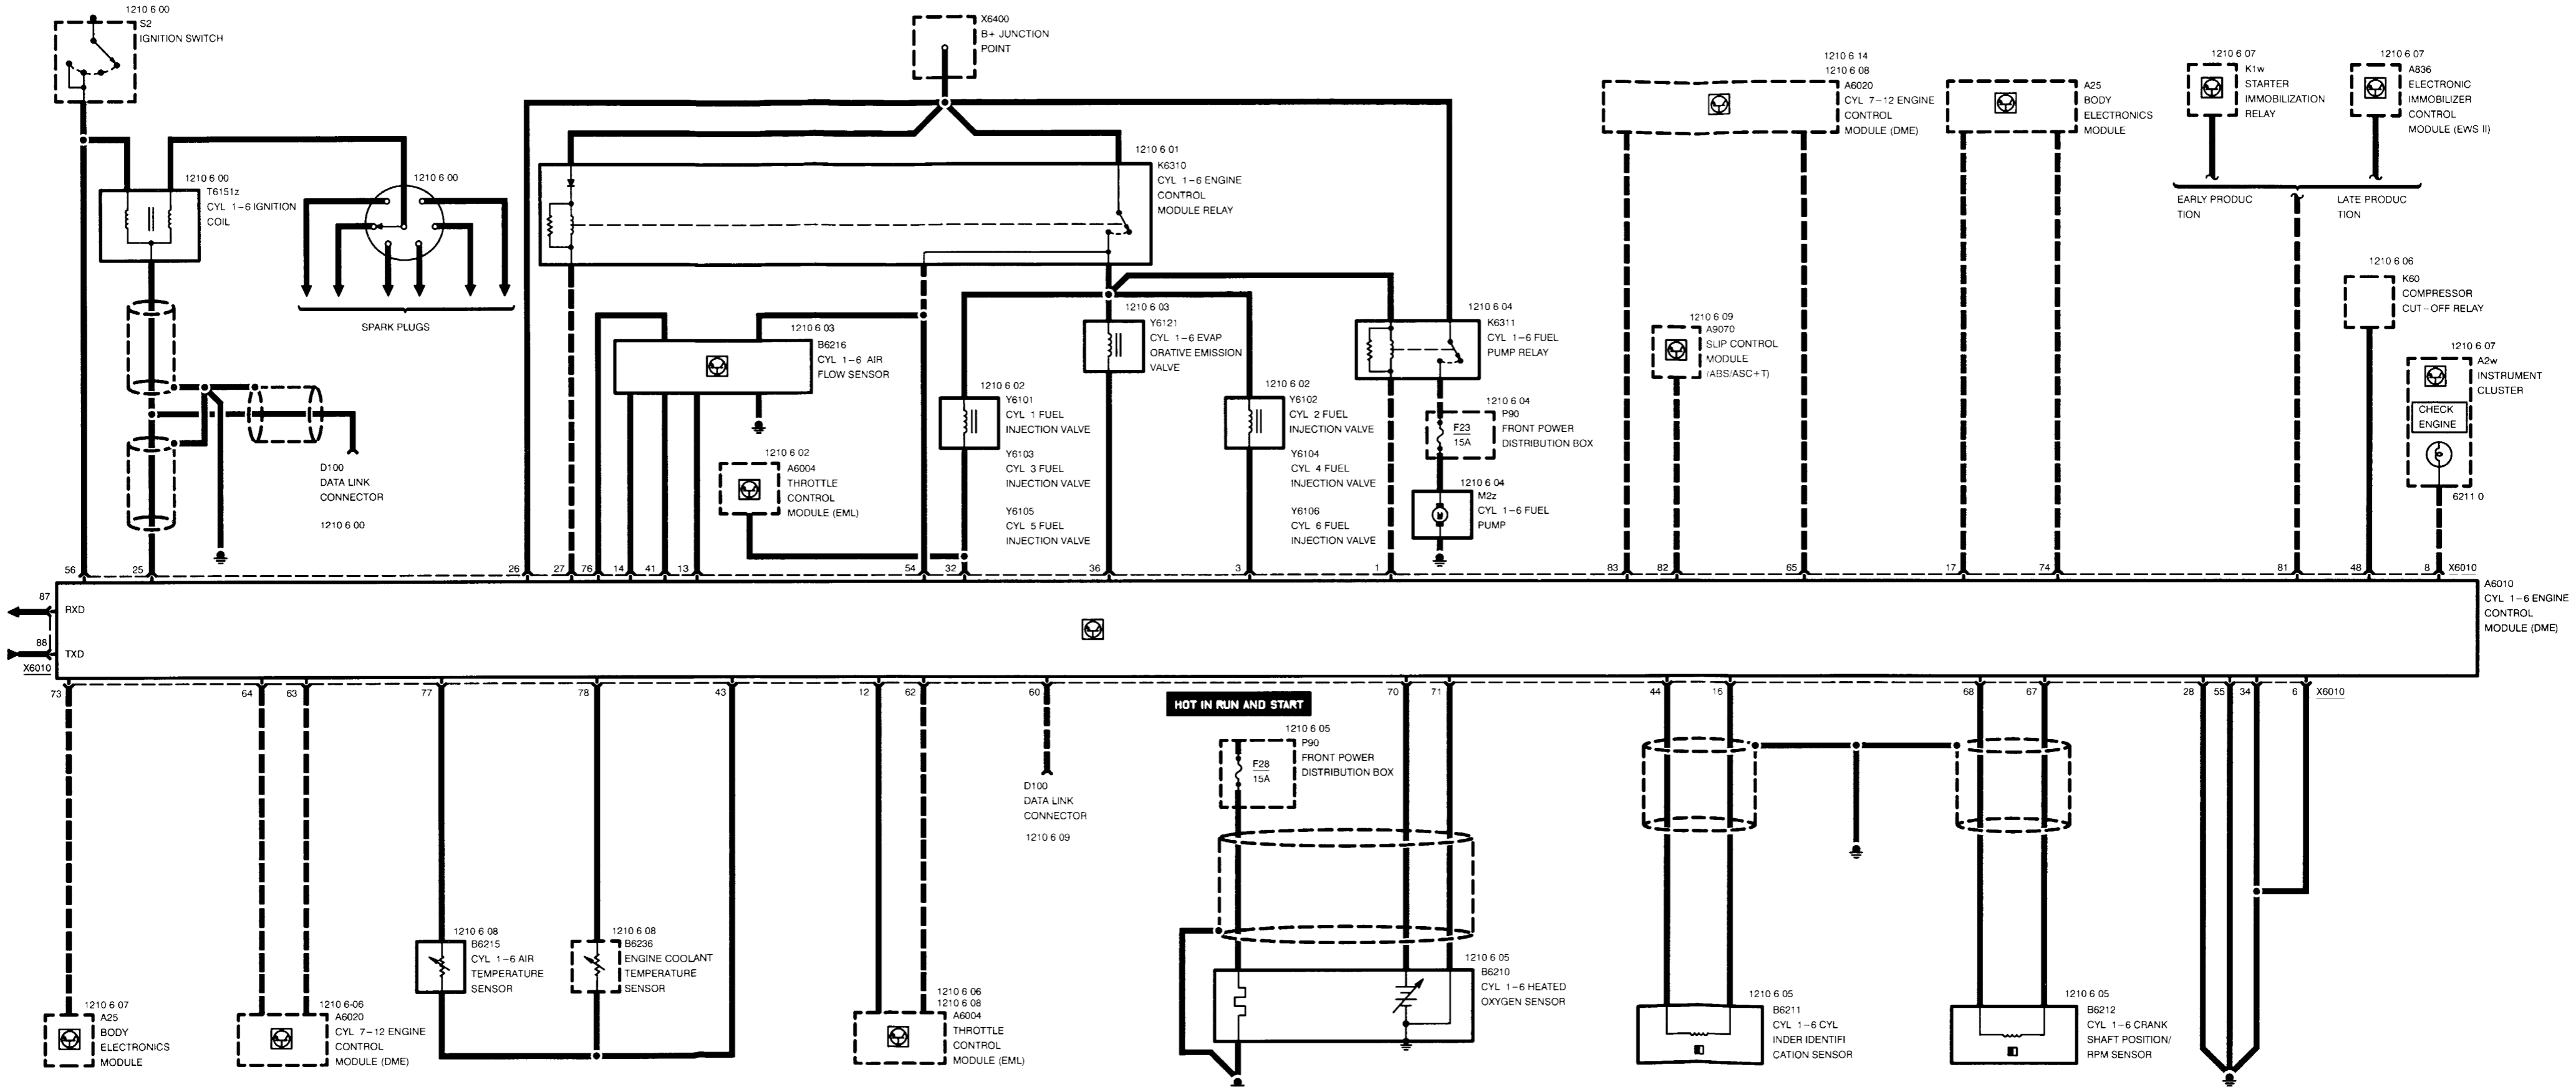 1210 6 00
S2
IGNITION SWITCH
1210 6 00
T6151z
CYL 1-6 IGNITION
COIL
1210 6 00
SPARK PLUGS
D100
DATA LINK
CONNECTOR
1210 6 00
X6400
B+ JUNCTION
POINT
1210 6 01
K6310
CYL 1-6 ENGINE
CONTROL
MODULE RELAY
1210 6 03
B6216
CYL 1-6 AIR
FLOW SENSOR
1210 6 02
A6004
THROTTLE
CONTROL
MODULE (EML)
1210 6 03
Y6121
CYL 1-6 EVAP
ORATIVE EMISSION
VALVE
1210 6 02
Y6101
CYL 1 FUEL
INJECTION VALVE
Y6103
CYL 3 FUEL
INJECTION VALVE
Y6105
CYL 5 FUEL
INJECTION VALVE
1210 6 02
Y6102
CYL 2 FUEL
INJECTION VALVE
Y6104
CYL 4 FUEL
INJECTION VALVE
Y6106
CYL 6 FUEL
INJECTION VALVE
1210 6 04
K6311
CYL 1-6 FUEL
PUMP RELAY
1210 6 04
P90
FRONT POWER
DISTRIBUTION BOX
F23
15A
1210 6 04
M2z
CYL 1-6 FUEL
PUMP
M
1210 6 14
1210 6 08
A6020
CYL 7-12 ENGINE
CONTROL
MODULE (DME)
1210 6 09
A9070
SLIP CONTROL
MODULE
(ABS/ASC+T)
A25
BODY
ELECTRONICS
MODULE
1210 6 07
K1w
STARTER
IMMOBILIZATION
RELAY
1210 6 07
A836
ELECTRONIC
IMMOBILIZER
CONTROL
MODULE (EWS II)
EARLY PRODUC
TION
LATE PRODUC
TION
1210 6 06
K60
COMPRESSOR
CUT-OFF RELAY
1210 6 07
A2w
INSTRUMENT
CLUSTER
CHECK
ENGINE
6211 0
56 25 26 27 76 14 41 13 54 32 36 3 1 83 82 65 17 74 81 48 8 X6010
87
RXD
88
TXD
X6010
A6010
CYL 1-6 ENGINE
CONTROL
MODULE (DME)
73 64 63 77 78 43 12 62 60 70 71 44 16 68 67 28 55 34 6 X6010
1210 6 07
A25
BODY
ELECTRONICS
MODULE
1210 6-06
A6020
CYL 7-12 ENGINE
CONTROL
MODULE (DME)
1210 6 08
B6215
CYL 1-6 AIR
TEMPERATURE
SENSOR
1210 6 08
B6236
ENGINE COOLANT
TEMPERATURE
SENSOR
1210 6 06
1210 6 08
A6004
THROTTLE
CONTROL
MODULE (EML)
D100
DATA LINK
CONNECTOR
1210 6 09
HOT IN RUN AND START
1210 6 05
P90
FRONT POWER
DISTRIBUTION BOX
F28
15A
1210 6 05
B6210
CYL 1-6 HEATED
OXYGEN SENSOR
1210 6 05
B6211
CYL 1-6 CYL
INDER IDENTIFI
CATION SENSOR
1210 6 05
B6212
CYL 1-6 CRANK
SHAFT POSITION/
RPM SENSOR